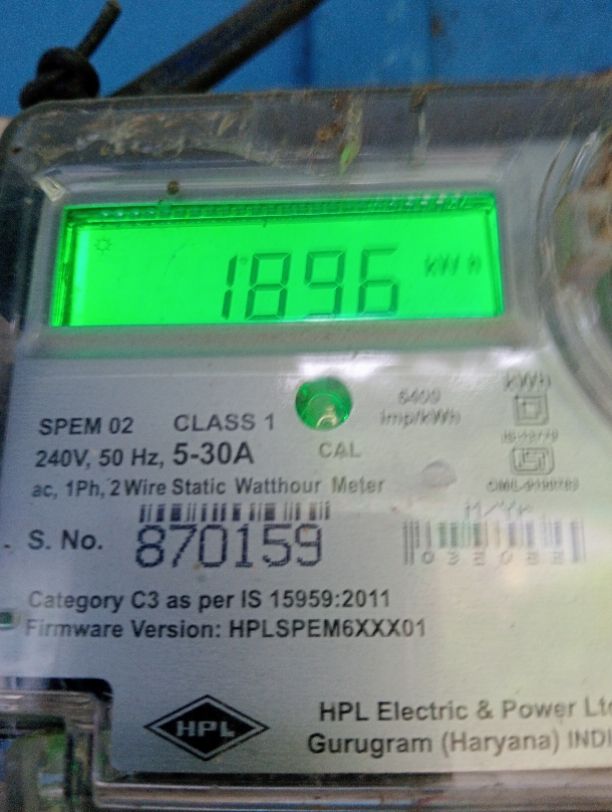 1896 kWh
6400
imp/kWh
kWh
SPEM 02 CLASS 1
240V, 50 Hz, 5-30A
CAL
ac, 1Ph, 2 Wire Static Watthour Meter
M/Yr
S. No. 870159
Category C3 as per IS 15959:2011
Firmware Version: HPLSPEM6XXX01
HPL
HPL Electric & Power Ltd
Gurugram (Haryana) INDI